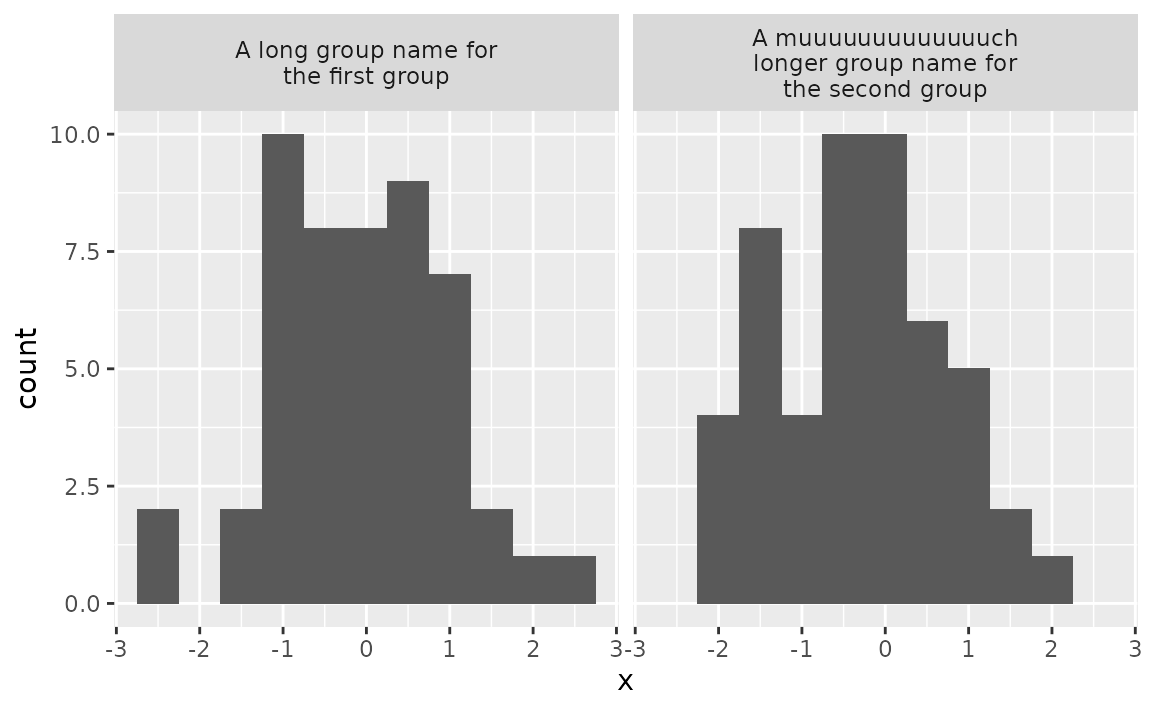 A long group name for
the first group
A muuuuuuuuuuuuuch
longer group name for
the second group
10.0
7.5
5.0
2.5
0.0
count
-3 -2 -1 0 1 2 3
-3 -2 -1 0 1 2 3
x